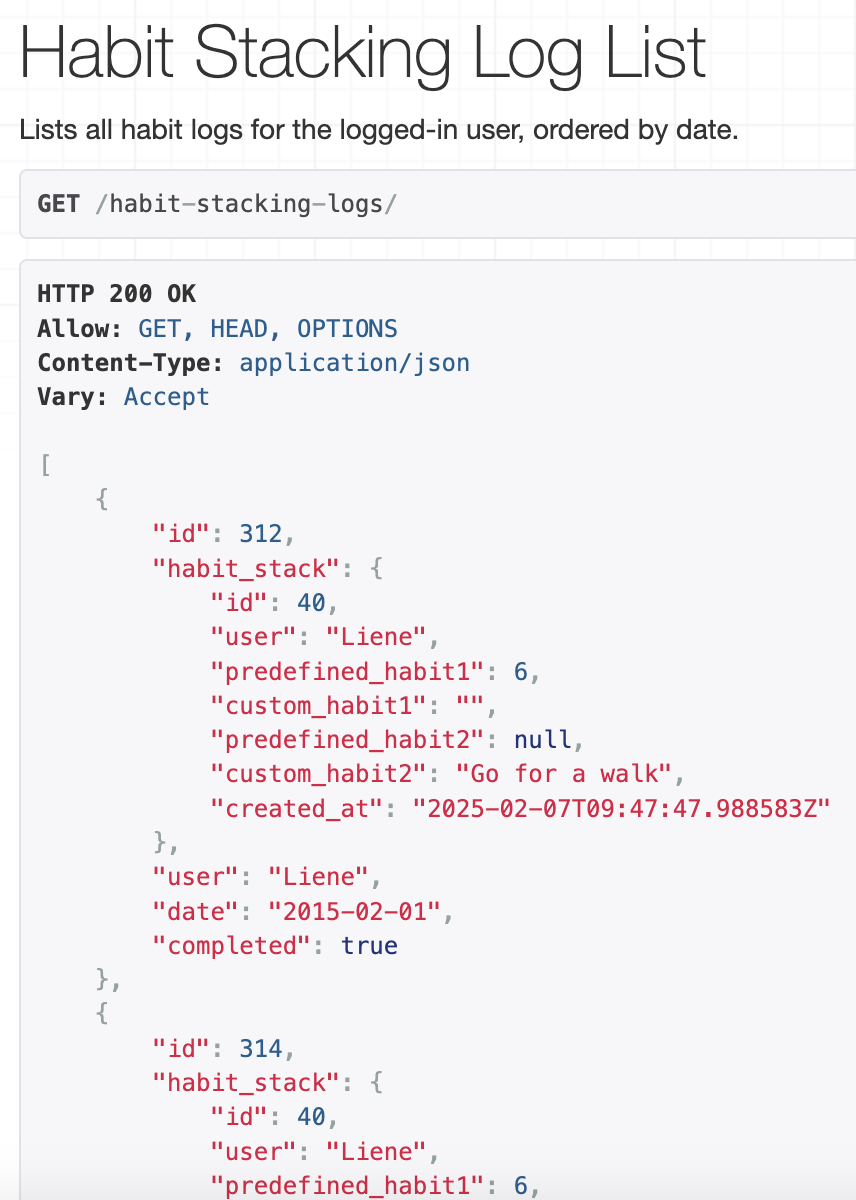 Habit Stacking Log List
Lists all habit logs for the logged-in user, ordered by date.
GET /habit-stacking-logs/
HTTP 200 OK
Allow: GET, HEAD, OPTIONS
Content-Type: application/json
Vary: Accept
[
    {
        "id": 312,
        "habit_stack": {
            "id": 40,
            "user": "Liene",
            "predefined_habit1": 6,
            "custom_habit1": "",
            "predefined_habit2": null,
            "custom_habit2": "Go for a walk",
            "created_at": "2025-02-07T09:47:47.988583Z"
        },
        "user": "Liene",
        "date": "2015-02-01",
        "completed": true
    },
    {
        "id": 314,
        "habit_stack": {
            "id": 40,
            "user": "Liene",
            "predefined_habit1": 6,